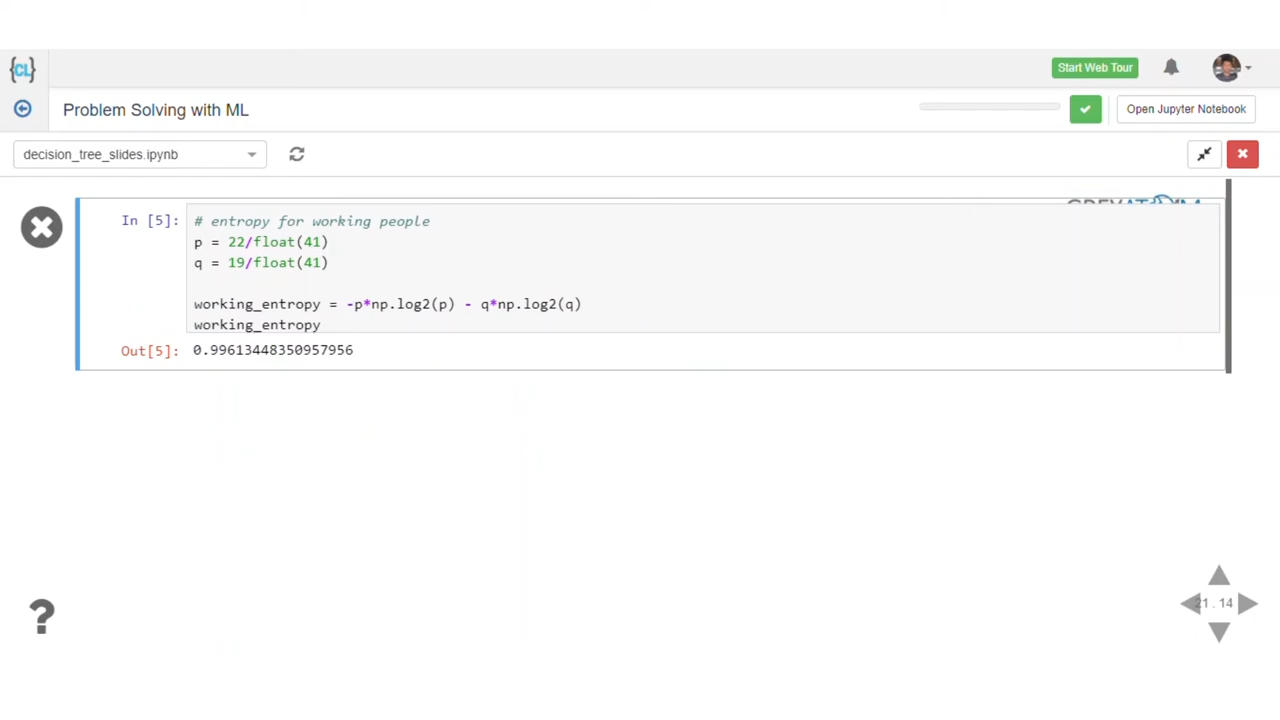 {CL}
Start Web Tour
Problem Solving with ML
Open Jupyter Notebook
decision_tree_slides.ipynb
GREYATOM
In [5]:
# entropy for working people
p = 22/float(41)
q = 19/float(41)
working_entropy = -p*np.log2(p) - q*np.log2(q)
working_entropy
Out[5]:
0.99613448350957956
21 . 14
?